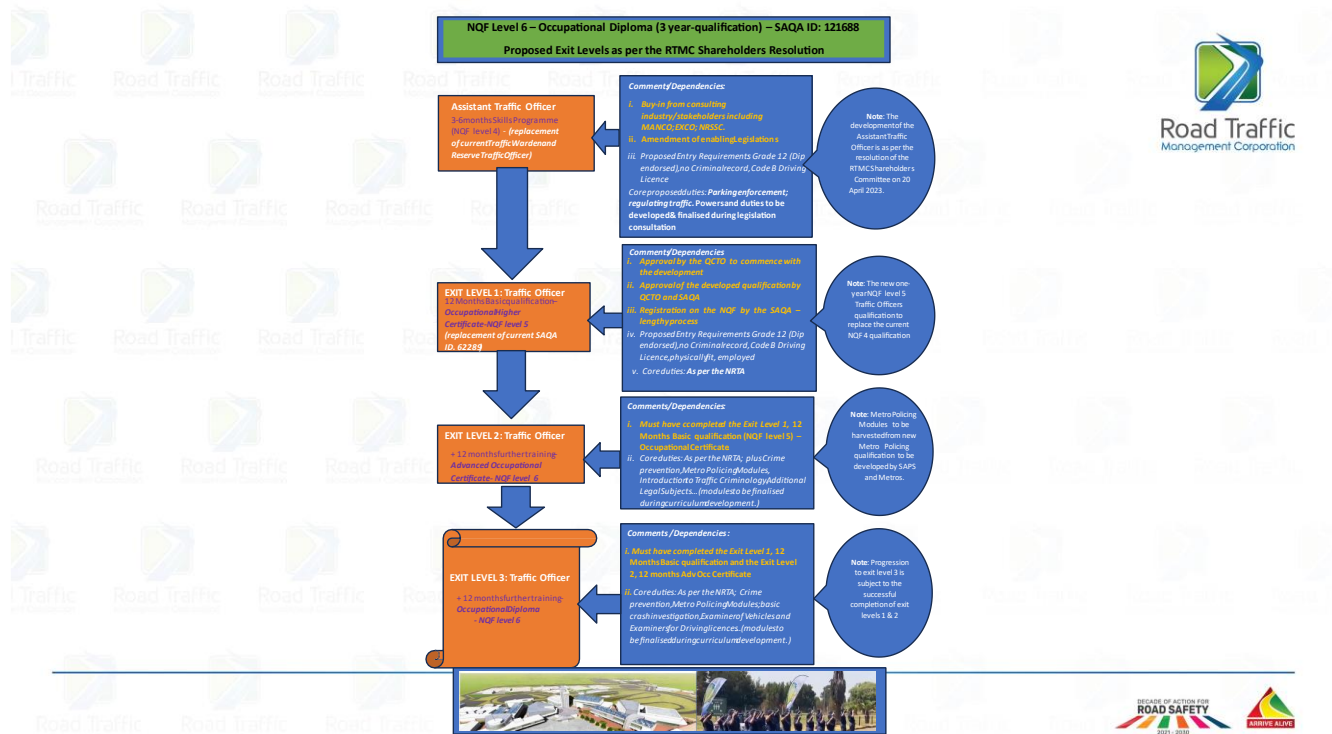 NQF Level 6 – Occupational Diploma (3 year-qualification) – SAQA ID: 121688
Proposed Exit Levels as per the RTMC Shareholders Resolution
Road Traffic
Management Corporation
Assistant Traffic Officer
3-6months Skills Programme
(NQF level 4) - (replacement
of current Traffic Warden and
Reserve Traffic Officer)
Comments/Dependencies:
i. Buy-in from consulting
industry/stakeholders including
MANCO; EXCO; NRSSC.
ii. Amendment of enabling Legislations
iii. Proposed Entry Requirements Grade 12 (Dip
endorsed), no Criminal record, Code B Driving
Licence
Core proposed duties: Parking enforcement;
regulating traffic. Powers and duties to be
developed & finalised during legislation
consultation
Note: The
development of the
Assistant Traffic
Officer is as per the
resolution of the
RTMC Shareholders
Committee on 20
April 2023.
EXIT LEVEL 1: Traffic Officer
12 Months Basic qualification–
Occupational Higher
Certificate-NQF level 5
(replacement of current SAQA
ID. 62289)
Comments/Dependencies
i. Approval by the QCTO to commence with
the development
ii. Approval of the developed qualification by
QCTO and SAQA
iii. Registration on the NQF by the SAQA –
lengthy process
iv. Proposed Entry Requirements Grade 12 (Dip
endorsed), no Criminal record, Code B Driving
Licence, physically fit, employed
v. Core duties: As per the NRTA
Note: The new one-
year NQF level 5
Traffic Officers
qualification to
replace the current
NQF 4 qualification
EXIT LEVEL 2: Traffic Officer
+ 12 months further training-
Advanced Occupational
Certificate- NQF level 6
Comments/Dependencies:
i. Must have completed the Exit Level 1, 12
Months Basic qualification (NQF level 5) –
Occupational Certificate
ii. Core duties: As per the NRTA; plus Crime
prevention, Metro Policing Modules,
Introduction to Traffic Criminology, Additional
Legal Subjects...(modules to be finalised
during curriculum development.)
Note: Metro Policing
Modules to be
harvested from new
Metro Policing
qualification to be
developed by SAPS
and Metros.
EXIT LEVEL 3: Traffic Officer
+ 12 months further training-
Occupational Diploma
- NQF level 6
Comments /Dependencies :
i. Must have completed the Exit Level 1, 12
Months Basic qualification and the Exit Level
2, 12 months Adv Occ Certificate
ii. Core duties: As per the NRTA; Crime
prevention, Metro Policing Modules; basic
crash investigation, Examiner of Vehicles and
Examiners for Driving licences..(modules to
be finalised during curriculum development.)
Note: Progression
to exit level 3 is
subject to the
successful
completion of exit
levels 1 & 2
DECADE OF ACTION FOR
ROAD SAFETY
2021 - 2030
ARRIVE ALIVE